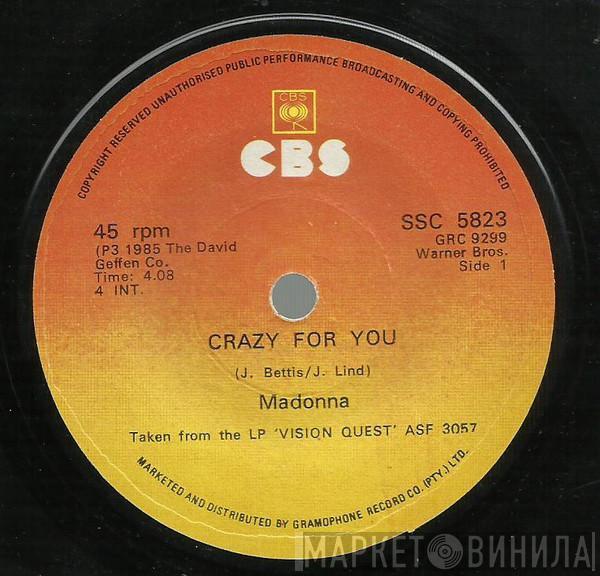 COPYRIGHT RESERVED UNAUTHORISED PUBLIC PERFORMANCE BROADCASTING AND COPYING PROHIBITED
CBS
CBS
45 rpm
(P3 1985 The David
Geffen Co.
Time: 4.08
4 INT.
SSC 5823
GRC 9299
Warner Bros.
Side 1
CRAZY FOR YOU
(J. Bettis/J. Lind)
Madonna
Taken from the LP 'VISION QUEST' ASF 3057
MARKETED AND DISTRIBUTED BY GRAMOPHONE RECORD CO. (PTY.) LTD.
МАРКЕТ ВИНИЛА